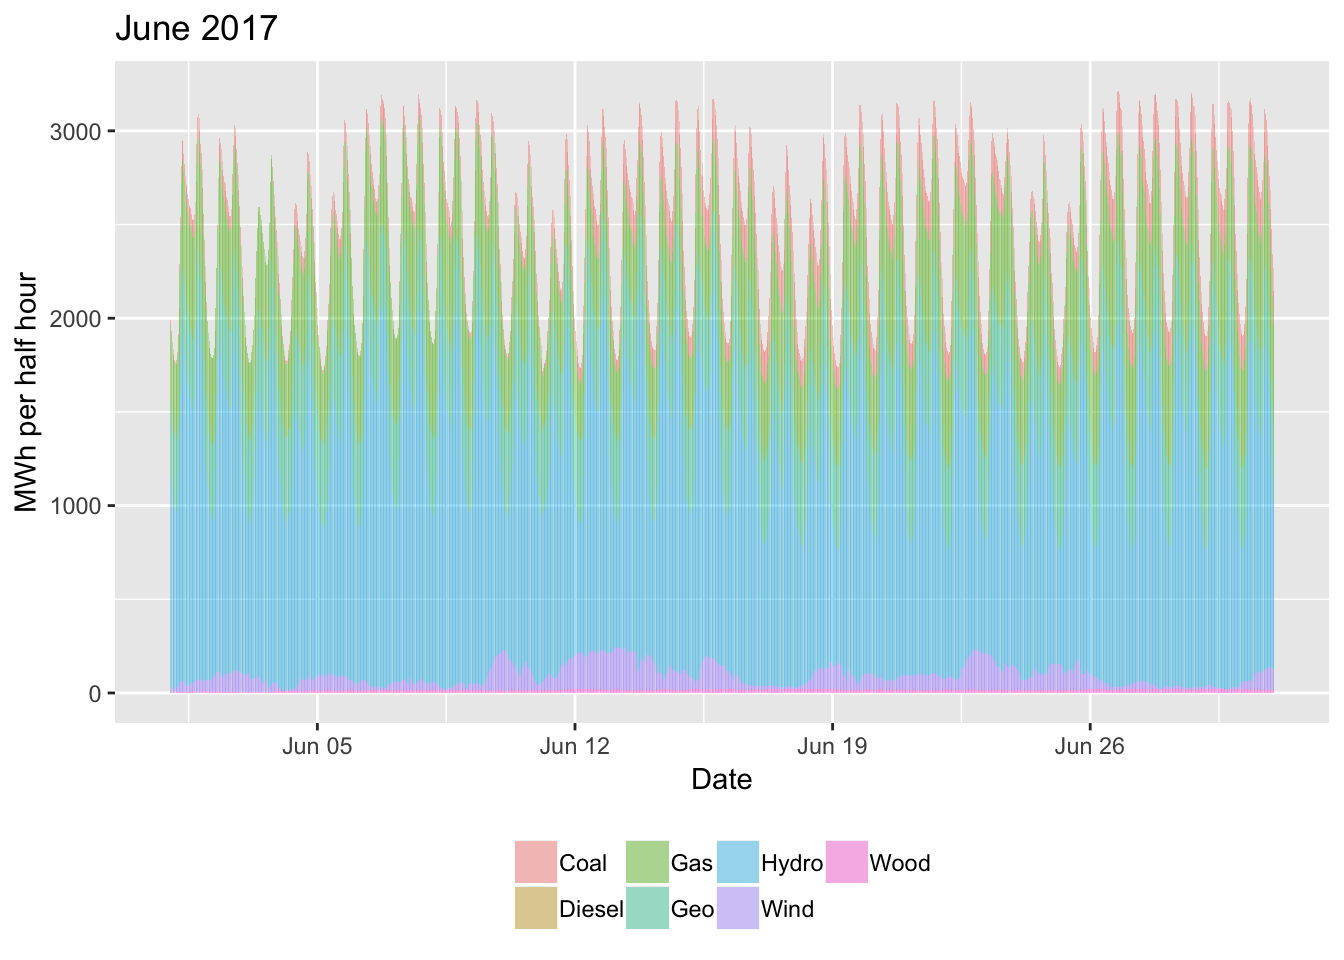 June 2017
MWh per half hour
3000
2000
1000
0
Jun 05 Jun 12 Jun 19 Jun 26
Date
Coal Gas Hydro Wood
Diesel Geo Wind